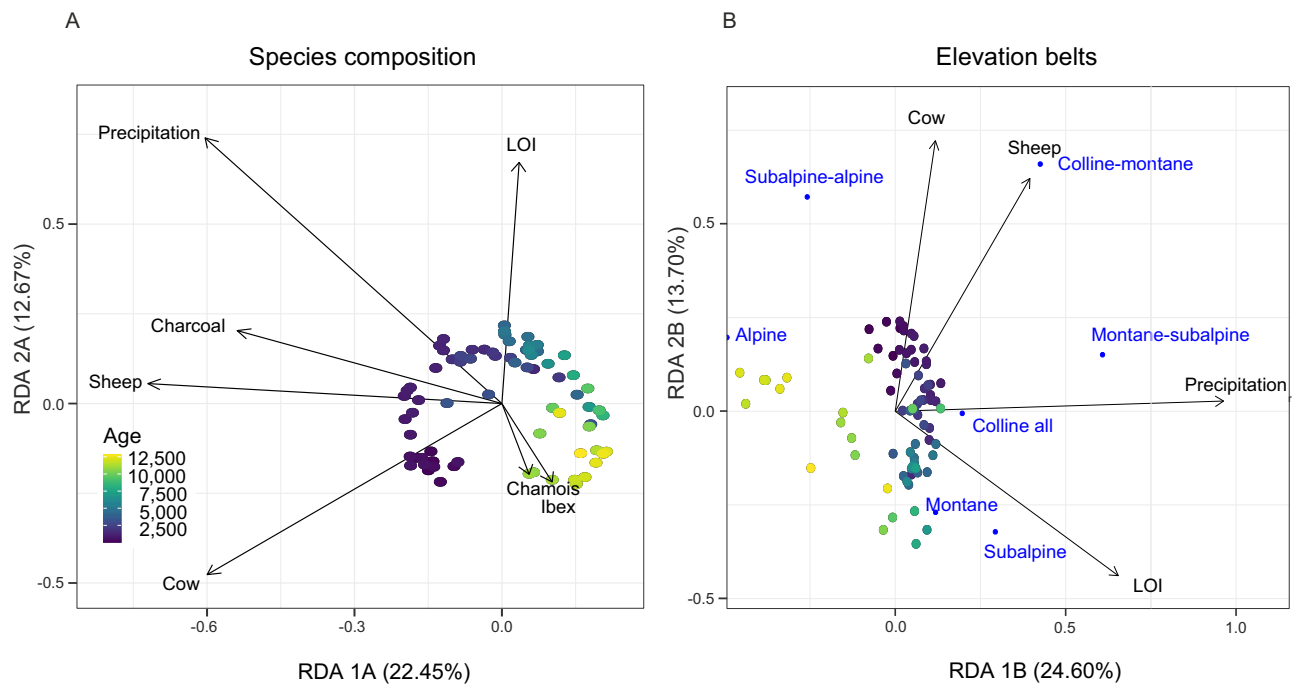 A
Species composition
Precipitation
LOI
Charcoal
Sheep
Age
12,500
10,000
7,500
5,000
2,500
Chamois
Ibex
Cow
0.5
0.0
-0.5
RDA 2A (12.67%)
-0.6
-0.3
0.0
RDA 1A (22.45%)
B
Elevation belts
Cow
Sheep
Colline-montane
Subalpine-alpine
Alpine
Montane-subalpine
Precipitation
Colline all
Montane
Subalpine
LOI
0.5
0.0
-0.5
RDA 2B (13.70%)
0.0
0.5
1.0
RDA 1B (24.60%)